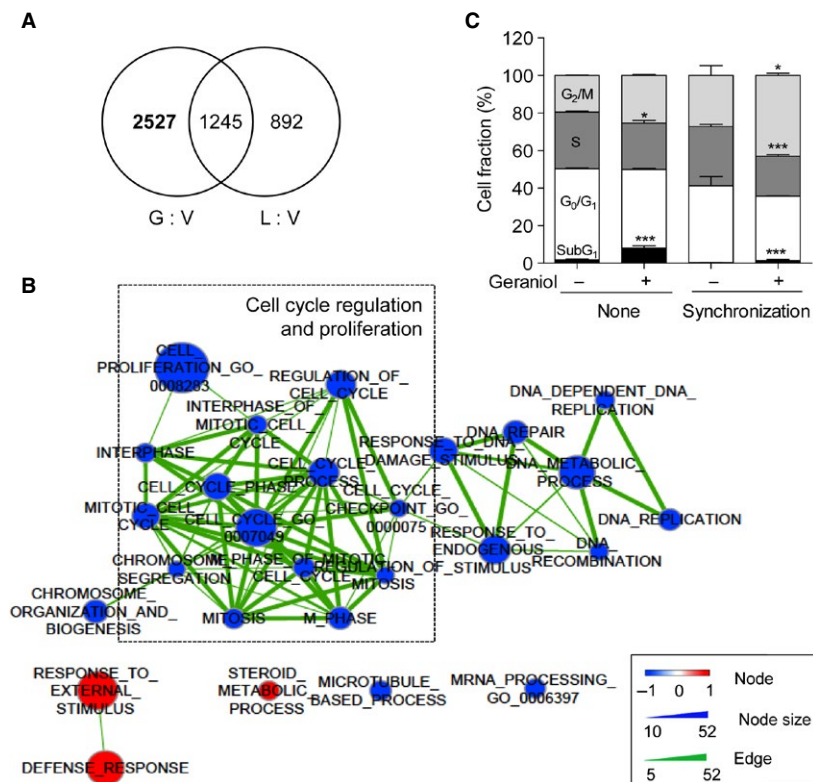 A
2527
1245
892
G : V
L : V
C
120
100
80
60
40
20
0
Cell fraction (%)
G2/M
S
G0/G1
SubG1
*
***
*
***
***
Geraniol
–
+
–
+
None
Synchronization
B
Cell cycle regulation
and proliferation
CELL_
PROLIFERATION_GO_
0008283
REGULATION_OF_
CELL_CYCLE
INTERPHASE_OF_
MITOTIC_CELL_
CYCLE
INTERPHASE
CELL_CYCLE_
PROCESS
CELL_CYCLE_PHASE
MITOTIC_CELL_
CYCLE
CELL_CYCLE_GO_
0007049
CELL_CYCLE_
CHECKPOINT_GO_
0000075
CHROMOSOME_
SEGREGATION
M_PHASE_OF_MITOTIC_
CELL_CYCLE
REGULATION_OF_
MITOSIS
CHROMOSOME_
ORGANIZATION_AND_
BIOGENESIS
MITOSIS
M_PHASE
DNA_DEPENDENT_DNA_
REPLICATION
DNA_REPAIR
RESPONSE_TO_DNA_
DAMAGE_STIMULUS
DNA_METABOLIC_
PROCESS
DNA_REPLICATION
RESPONSE_TO_
ENDOGENOUS_
STIMULUS
DNA_
RECOMBINATION
RESPONSE_TO_
EXTERNAL_
STIMULUS
DEFENSE_RESPONSE
STEROID_
METABOLIC_
PROCESS
MICROTUBULE_
BASED_PROCESS
MRNA_PROCESSING_
GO_0006397
Node
–1 0 1
Node size
10 52
Edge
5 52